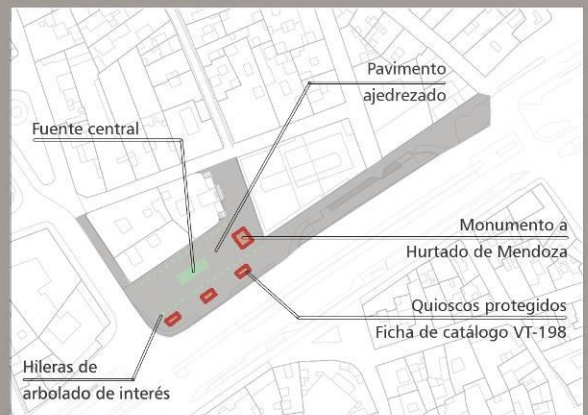 Pavimento
ajedrezado
Fuente central
Monumento a
Hurtado de Mendoza
Quioscos protegidos
Ficha de catálogo VT-198
Hileras de
arbolado de interés